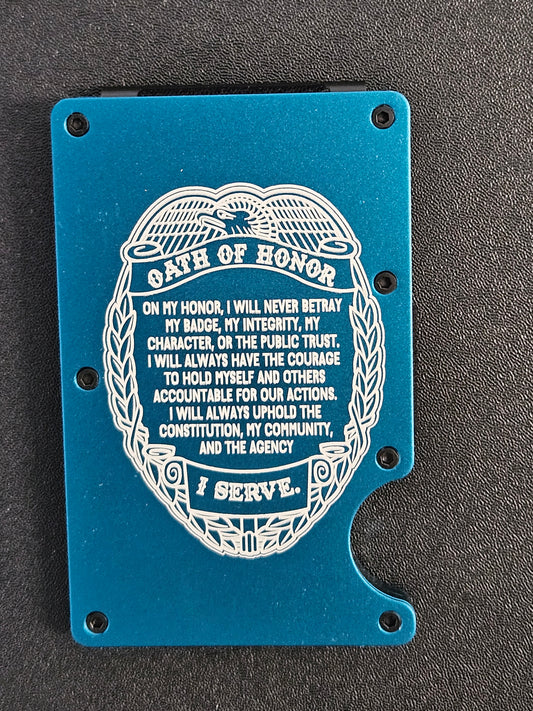 OATH OF HONOR
ON MY HONOR, I WILL NEVER BETRAY
MY BADGE, MY INTEGRITY, MY
CHARACTER, OR THE PUBLIC TRUST.
I WILL ALWAYS HAVE THE COURAGE
TO HOLD MYSELF AND OTHERS
ACCOUNTABLE FOR OUR ACTIONS.
I WILL ALWAYS UPHOLD THE
CONSTITUTION, MY COMMUNITY,
AND THE AGENCY
I SERVE.